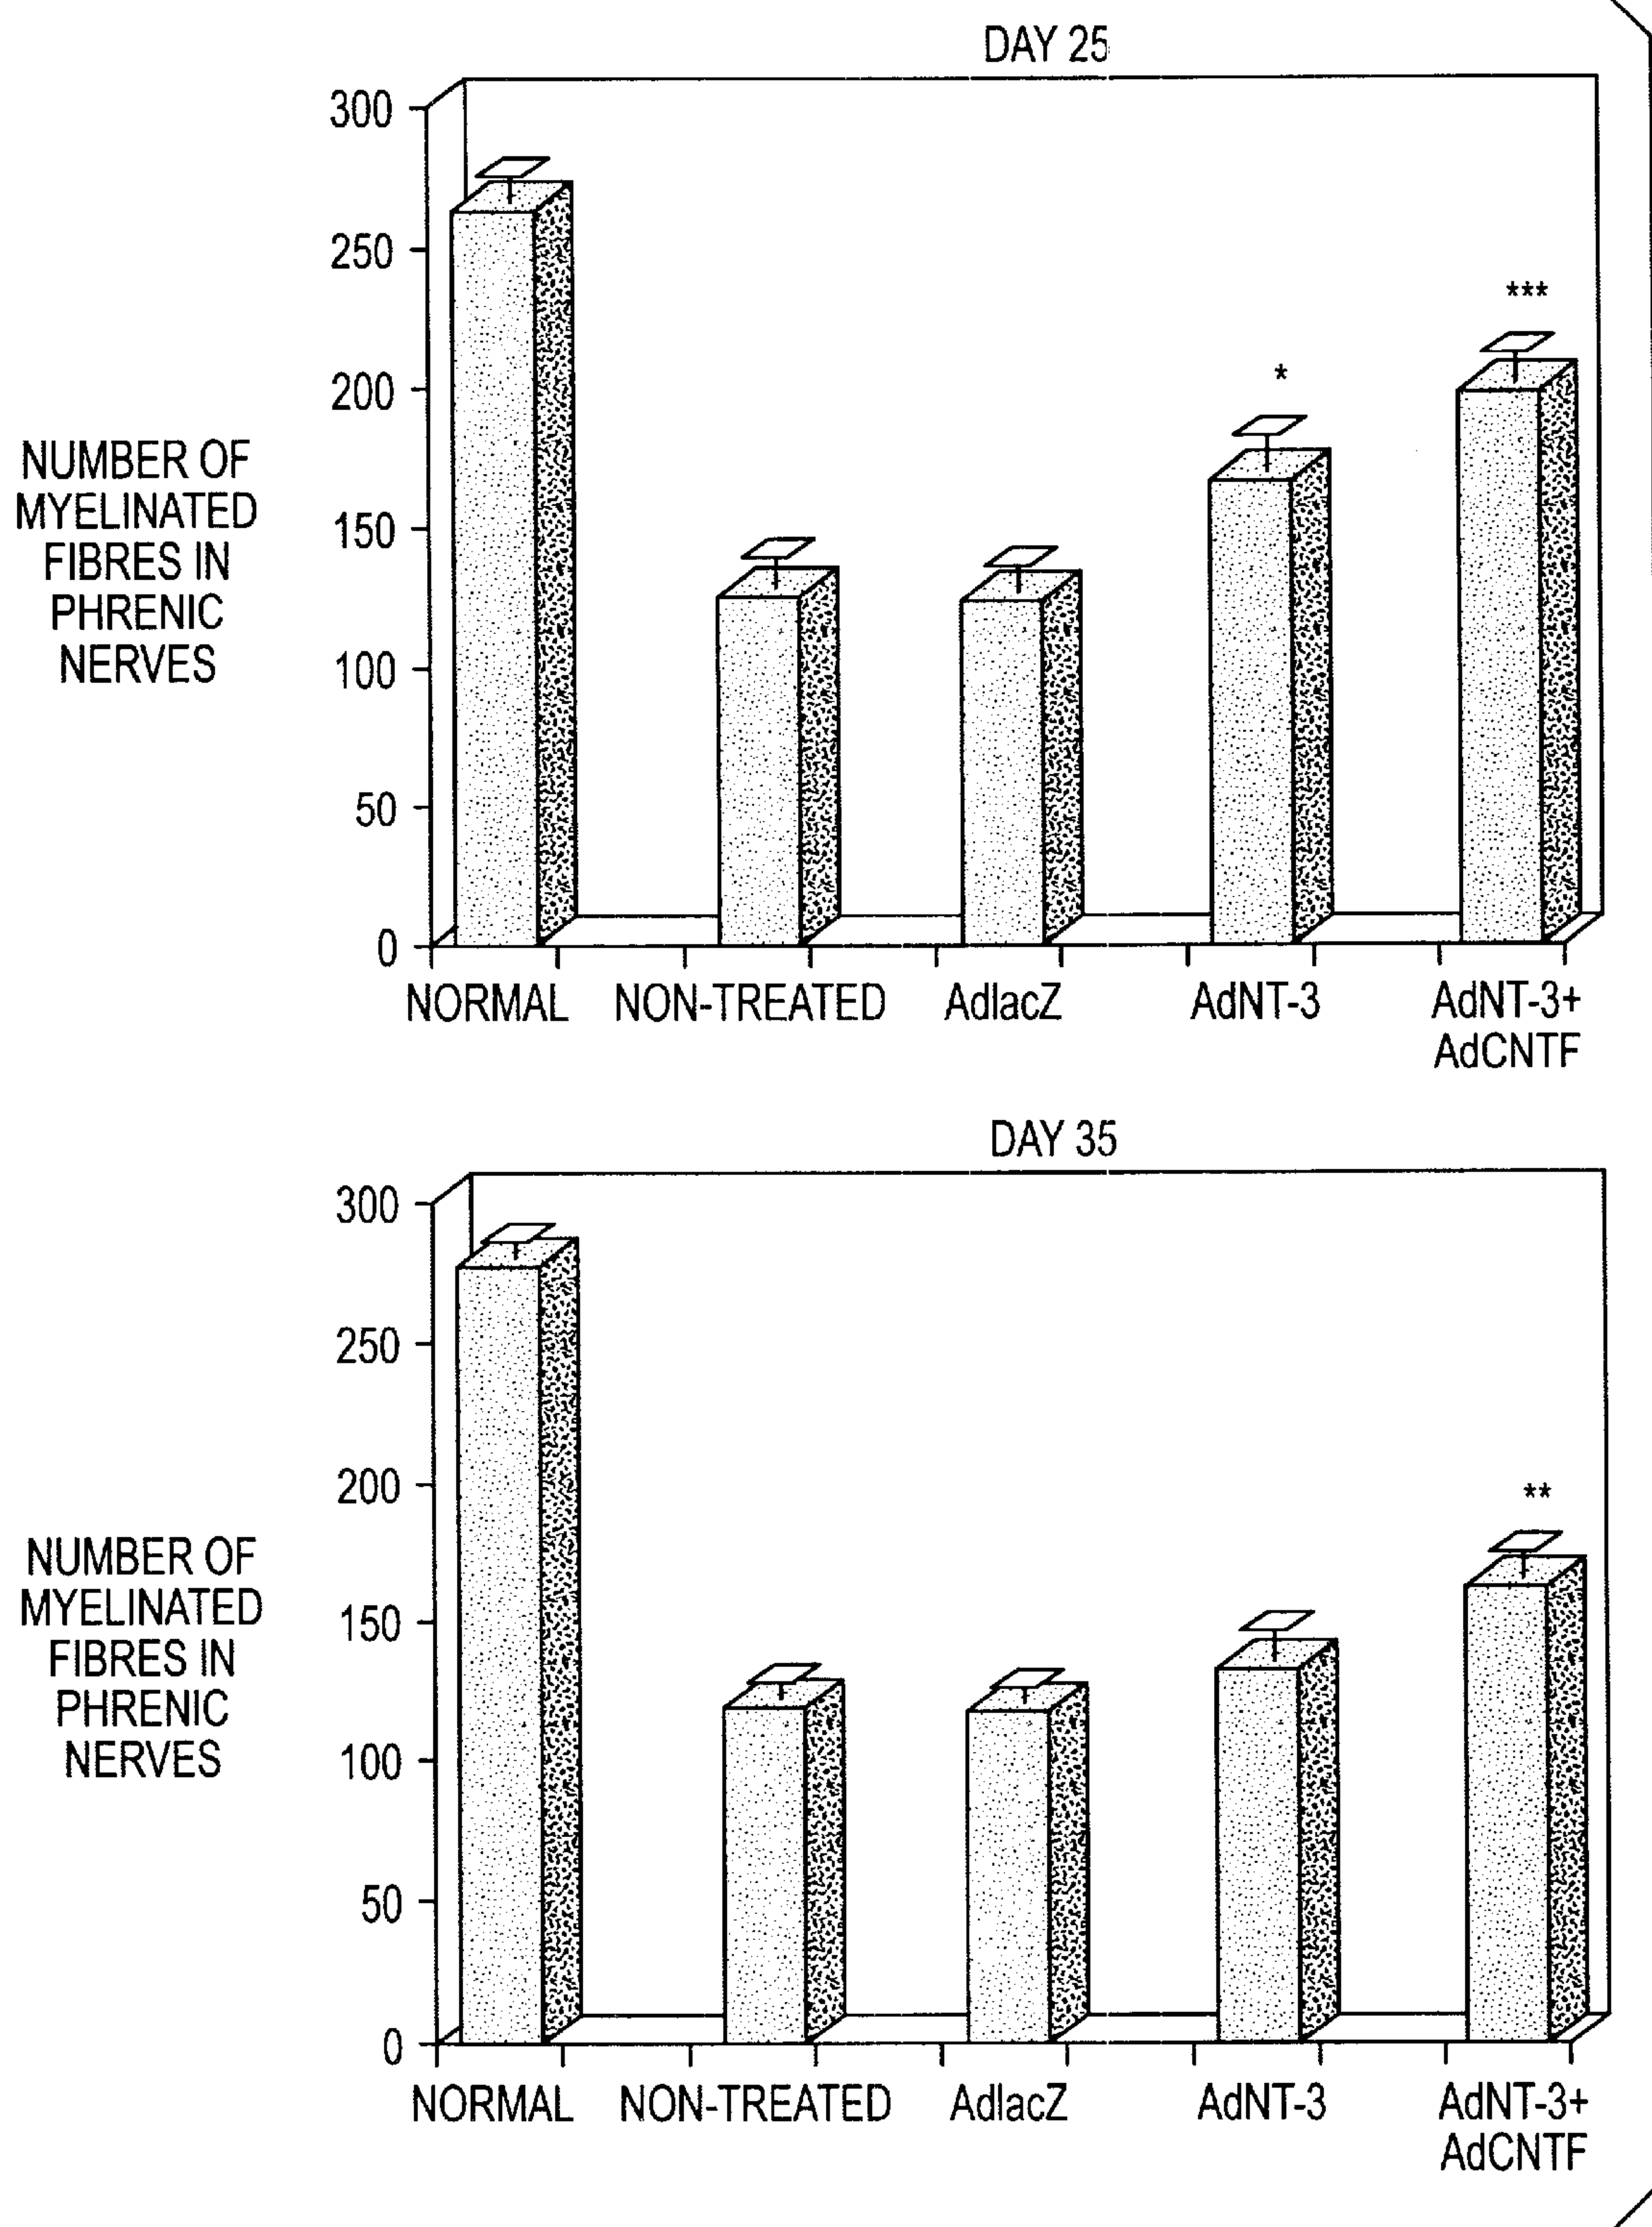 DAY 25
300
250
200
150
100
50
0
NUMBER OF
MYELINATED
FIBRES IN
PHRENIC
NERVES
*
***
NORMAL NON-TREATED AdlacZ AdNT-3 AdNT-3+
AdCNTF
DAY 35
300
250
200
150
100
50
0
NUMBER OF
MYELINATED
FIBRES IN
PHRENIC
NERVES
**
NORMAL NON-TREATED AdlacZ AdNT-3 AdNT-3+
AdCNTF